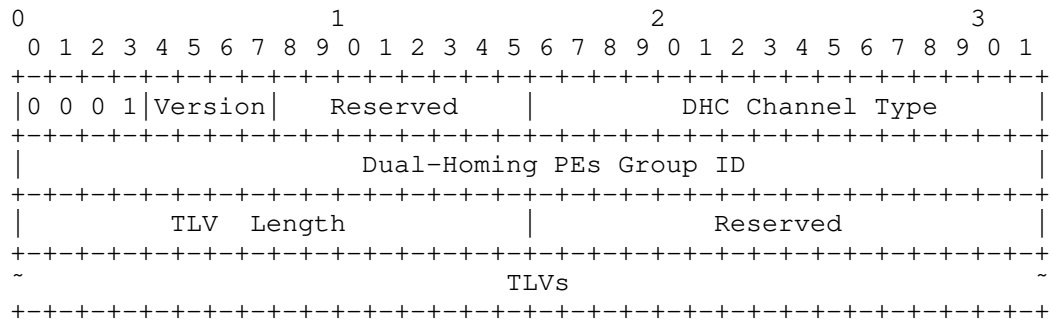 0                   1                   2                   3
 0 1 2 3 4 5 6 7 8 9 0 1 2 3 4 5 6 7 8 9 0 1 2 3 4 5 6 7 8 9 0 1
+-+-+-+-+-+-+-+-+-+-+-+-+-+-+-+-+-+-+-+-+-+-+-+-+-+-+-+-+-+-+-+-+
|0 0 0 1|Version|   Reserved    |         DHC Channel Type      |
+-+-+-+-+-+-+-+-+-+-+-+-+-+-+-+-+-+-+-+-+-+-+-+-+-+-+-+-+-+-+-+-+
|                     Dual-Homing PEs Group ID                  |
+-+-+-+-+-+-+-+-+-+-+-+-+-+-+-+-+-+-+-+-+-+-+-+-+-+-+-+-+-+-+-+-+
|         TLV  Length           |           Reserved            |
+-+-+-+-+-+-+-+-+-+-+-+-+-+-+-+-+-+-+-+-+-+-+-+-+-+-+-+-+-+-+-+-+
~                              TLVs                             ~
+-+-+-+-+-+-+-+-+-+-+-+-+-+-+-+-+-+-+-+-+-+-+-+-+-+-+-+-+-+-+-+-+